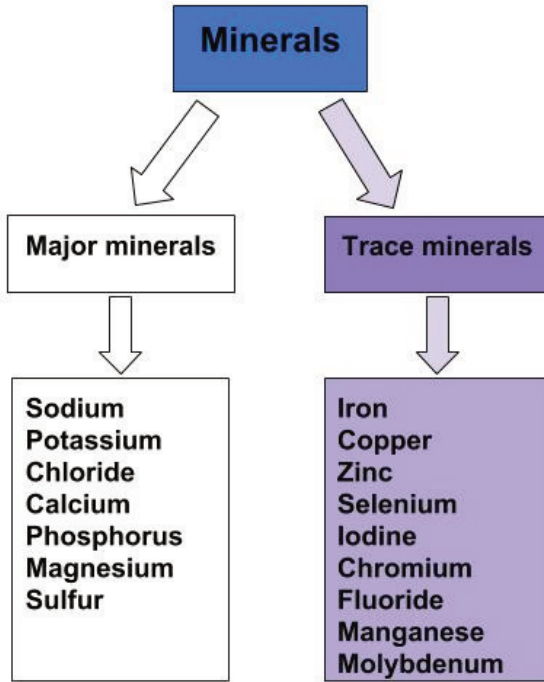 Minerals
Major minerals
Trace minerals
Sodium
Potassium
Chloride
Calcium
Phosphorus
Magnesium
Sulfur
Iron
Copper
Zinc
Selenium
Iodine
Chromium
Fluoride
Manganese
Molybdenum